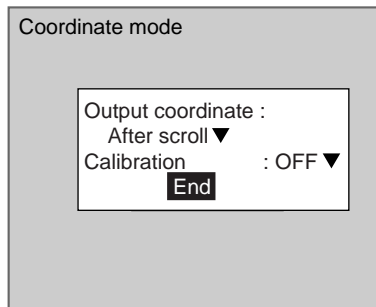 Coordinate mode
Output coordinate :
After scroll ▼
Calibration : OFF ▼
End